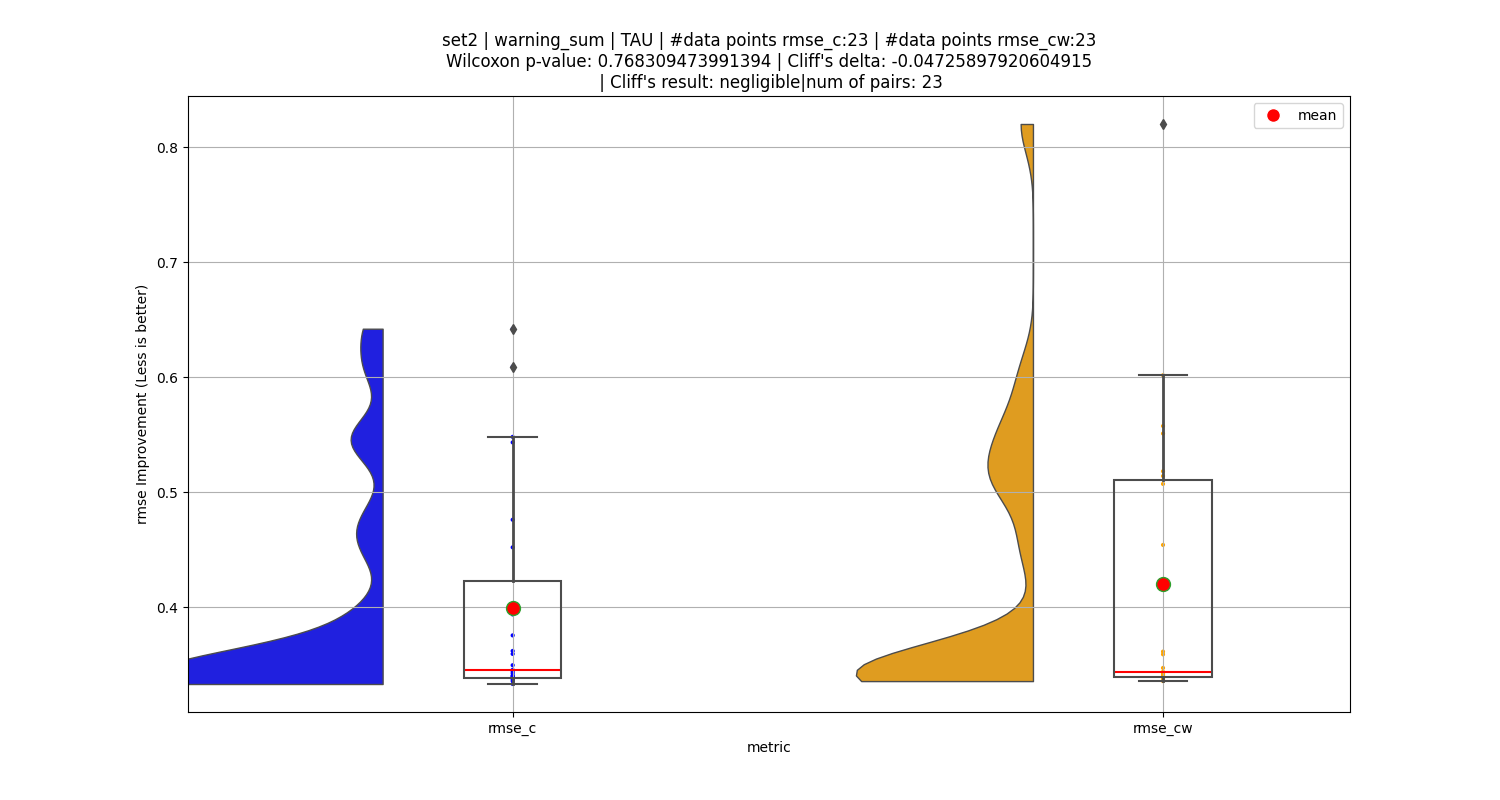 set2 | warning_sum | TAU | #data points rmse_c:23 | #data points rmse_cw:23
Wilcoxon p-value: 0.768309473991394 | Cliff's delta: -0.04725897920604915
| Cliff's result: negligible|num of pairs: 23
mean
0.8
0.7
0.6
0.5
0.4
rmse Improvement (Less is better)
rmse_c
rmse_cw
metric